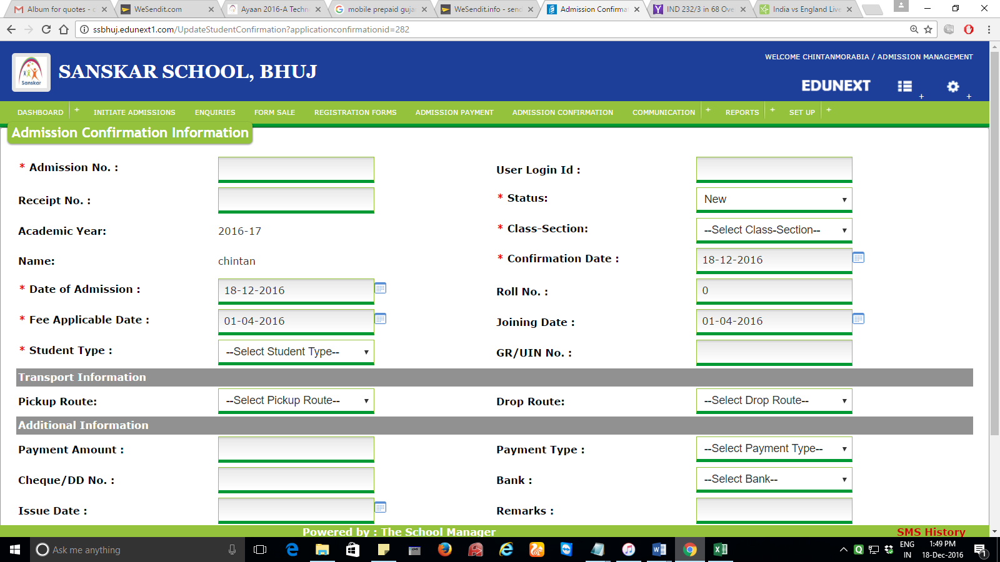 Album for quotes - c
WeSendit.com
Ayaan 2016-A Techn
mobile prepaid guja
WeSendit.info - send
Admission Confirma
IND 232/3 in 68 Ove
India vs England Live
ssbhuj.edunext1.com/UpdateStudentConfirmation?applicationconfirmationid=282
Sanskar
SANSKAR SCHOOL, BHUJ
WELCOME CHINTANMORABIA / ADMISSION MANAGEMENT
EDUNEXT
+ +
DASHBOARD + INITIATE ADMISSIONS ENQUIRIES FORM SALE REGISTRATION FORMS ADMISSION PAYMENT ADMISSION CONFIRMATION COMMUNICATION + REPORTS + SET UP +
Admission Confirmation Information
* Admission No. : User Login Id :
Receipt No. : * Status: New
Academic Year: 2016-17 * Class-Section: --Select Class-Section--
Name: chintan * Confirmation Date : 18-12-2016
* Date of Admission : 18-12-2016 Roll No. : 0
* Fee Applicable Date : 01-04-2016 Joining Date : 01-04-2016
* Student Type : --Select Student Type-- GR/UIN No. :
Transport Information
Pickup Route: --Select Pickup Route-- Drop Route: --Select Drop Route--
Additional Information
Payment Amount : Payment Type : --Select Payment Type--
Cheque/DD No. : Bank : --Select Bank--
Issue Date : Remarks :
Powered by : The School Manager SMS History
Ask me anything
ENG
IN
1:49 PM
18-Dec-2016
1